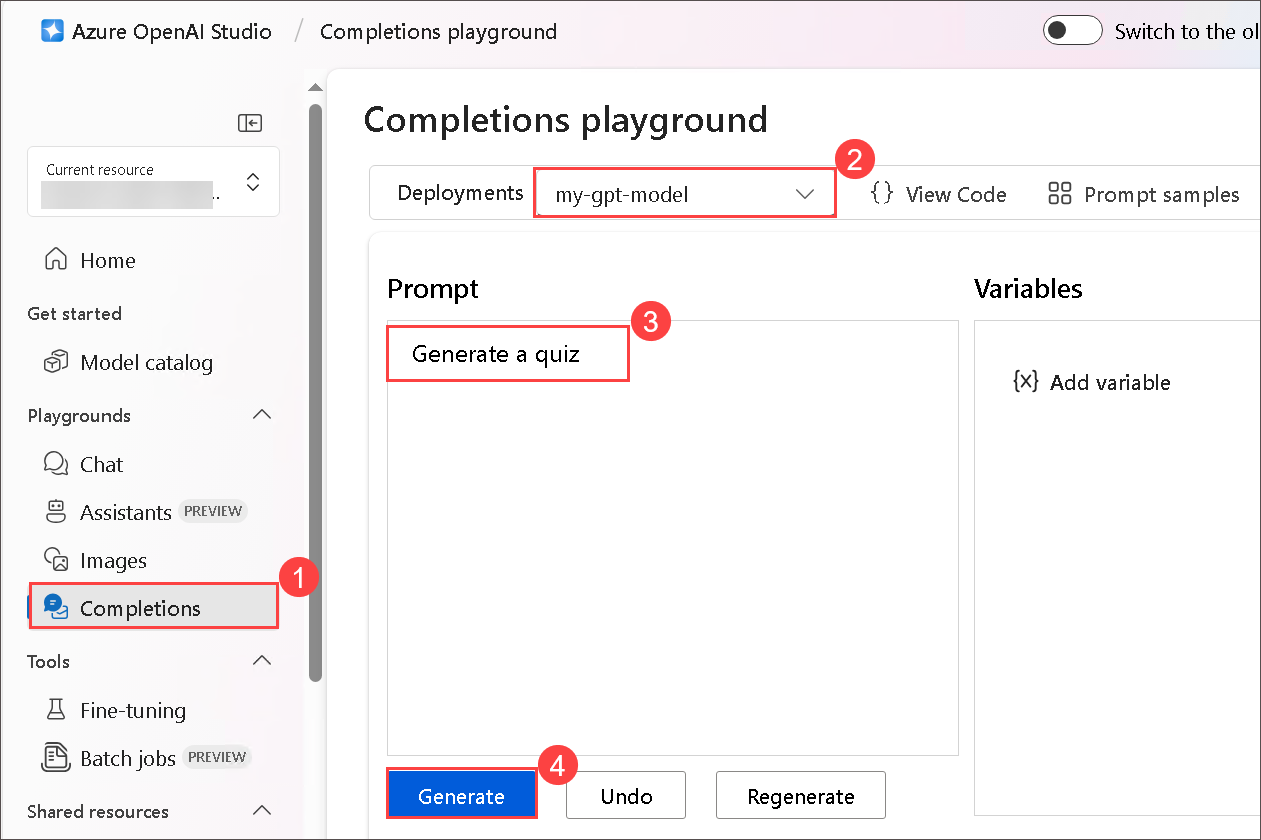 Azure OpenAI Studio / Completions playground
Switch to the ol
Current resource
..
Home
Get started
Model catalog
Playgrounds
Chat
Assistants PREVIEW
Images
Completions
1
Tools
Fine-tuning
Batch jobs PREVIEW
Shared resources
Completions playground
Deployments my-gpt-model
2
{} View Code
Prompt samples
Prompt
Generate a quiz
3
Variables
{x} Add variable
Generate
4
Undo
Regenerate